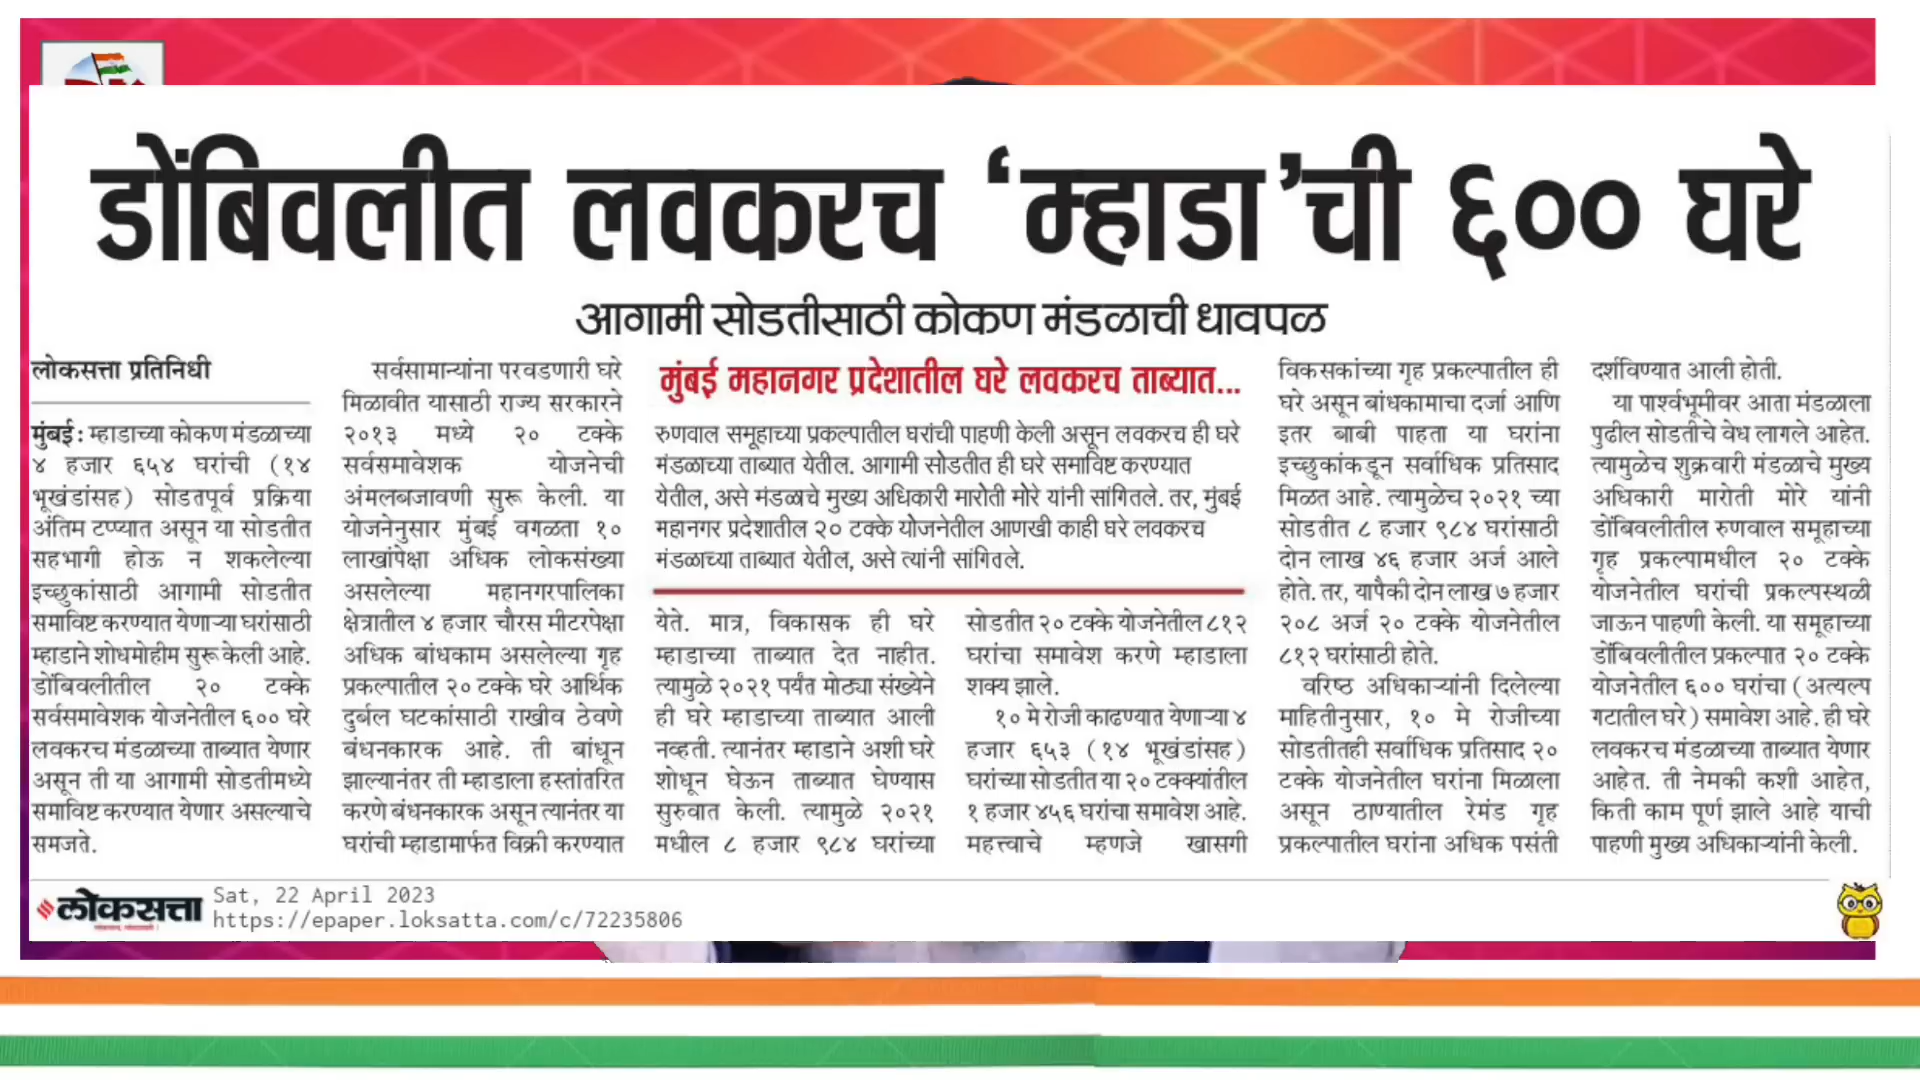 डोंबिवलीत लवकरच ‘म्हाडा’ची ६०० घरे
आगामी सोडतीसाठी कोकण मंडळाची धावपळ
लोकसत्ता प्रतिनिधी
मुंबई : म्हाडाच्या कोकण मंडळाच्या
४ हजार ६५४ घरांची (१४
भूखंडांसह) सोडतपूर्व प्रक्रिया
अंतिम टप्प्यात असून या सोडतीत
सहभागी होऊ न शकलेल्या
इच्छुकांसाठी आगामी सोडतीत
समाविष्ट करण्यात येणाऱ्या घरांसाठी
म्हाडाने शोधमोहीम सुरू केली आहे.
डोंबिवलीतील २० टक्के
सर्वसमावेशक योजनेतील ६०० घरे
लवकरच मंडळाच्या ताब्यात येणार
असून ती या आगामी सोडतीमध्ये
समाविष्ट करण्यात येणार असल्याचे
समजते.
सर्वसामान्यांना परवडणारी घरे
मिळावीत यासाठी राज्य सरकारने
२०१३ मध्ये २० टक्के
सर्वसमावेशक योजनेची
अंमलबजावणी सुरू केली. या
योजनेनुसार मुंबई वगळता १०
लाखांपेक्षा अधिक लोकसंख्या
असलेल्या महानगरपालिका
क्षेत्रातील ४ हजार चौरस मीटरपेक्षा
अधिक बांधकाम असलेल्या गृह
प्रकल्पातील २० टक्के घरे आर्थिक
दुर्बल घटकांसाठी राखीव ठेवणे
बंधनकारक आहे. ती बांधून
झाल्यानंतर ती म्हाडाला हस्तांतरित
करणे बंधनकारक असून त्यानंतर या
घरांची म्हाडामार्फत विक्री करण्यात
मुंबई महानगर प्रदेशातील घरे लवकरच ताब्यात...
रुणवाल समूहाच्या प्रकल्पातील घरांची पाहणी केली असून लवकरच ही घरे
मंडळाच्या ताब्यात येतील. आगामी सोडतीत ही घरे समाविष्ट करण्यात
येतील, असे मंडळाचे मुख्य अधिकारी मारोती मोरे यांनी सांगितले. तर, मुंबई
महानगर प्रदेशातील २० टक्के योजनेतील आणखी काही घरे लवकरच
मंडळाच्या ताब्यात येतील, असे त्यांनी सांगितले.
येते. मात्र, विकासक ही घरे
म्हाडाच्या ताब्यात देत नाहीत.
त्यामुळे २०२१ पर्यंत मोठ्या संख्येने
ही घरे म्हाडाच्या ताब्यात आली
नव्हती. त्यानंतर म्हाडाने अशी घरे
शोधून घेऊन ताब्यात घेण्यास
सुरुवात केली. त्यामुळे २०२१
मधील ८ हजार ९८४ घरांच्या
सोडतीत २० टक्के योजनेतील ८१२
घरांचा समावेश करणे म्हाडाला
शक्य झाले.
१० मे रोजी काढण्यात येणाऱ्या ४
हजार ६५३ (१४ भूखंडांसह)
घरांच्या सोडतीत या २० टक्क्यांतील
१ हजार ४५६ घरांचा समावेश आहे.
महत्त्वाचे म्हणजे खासगी
विकसकांच्या गृह प्रकल्पातील ही
घरे असून बांधकामाचा दर्जा आणि
इतर बाबी पाहता या घरांना
इच्छुकांकडून सर्वाधिक प्रतिसाद
मिळत आहे. त्यामुळेच २०२१ च्या
सोडतीत ८ हजार ९८४ घरांसाठी
दोन लाख ४६ हजार अर्ज आले
होते. तर, यापैकी दोन लाख ७ हजार
२०८ अर्ज २० टक्के योजनेतील
८१२ घरांसाठी होते.
वरिष्ठ अधिकाऱ्यांनी दिलेल्या
माहितीनुसार, १० मे रोजीच्या
सोडतीतही सर्वाधिक प्रतिसाद २०
टक्के योजनेतील घरांना मिळाला
असून ठाण्यातील रेमंड गृह
प्रकल्पातील घरांना अधिक पसंती
दर्शविण्यात आली होती.
या पार्श्वभूमीवर आता मंडळाला
पुढील सोडतीचे वेध लागले आहेत.
त्यामुळेच शुक्रवारी मंडळाचे मुख्य
अधिकारी मारोती मोरे यांनी
डोंबिवलीतील रुणवाल समूहाच्या
गृह प्रकल्पामधील २० टक्के
योजनेतील घरांची प्रकल्पस्थळी
जाऊन पाहणी केली. या समूहाच्या
डोंबिवलीतील प्रकल्पात २० टक्के
योजनेतील ६०० घरांचा (अत्यल्प
गटातील घरे) समावेश आहे. ही घरे
लवकरच मंडळाच्या ताब्यात येणार
आहेत. ती नेमकी कशी आहेत,
किती काम पूर्ण झाले आहे याची
पाहणी मुख्य अधिकाऱ्यांनी केली.
लोकसत्ता
Sat, 22 April 2023
https://epaper.loksatta.com/c/72235806